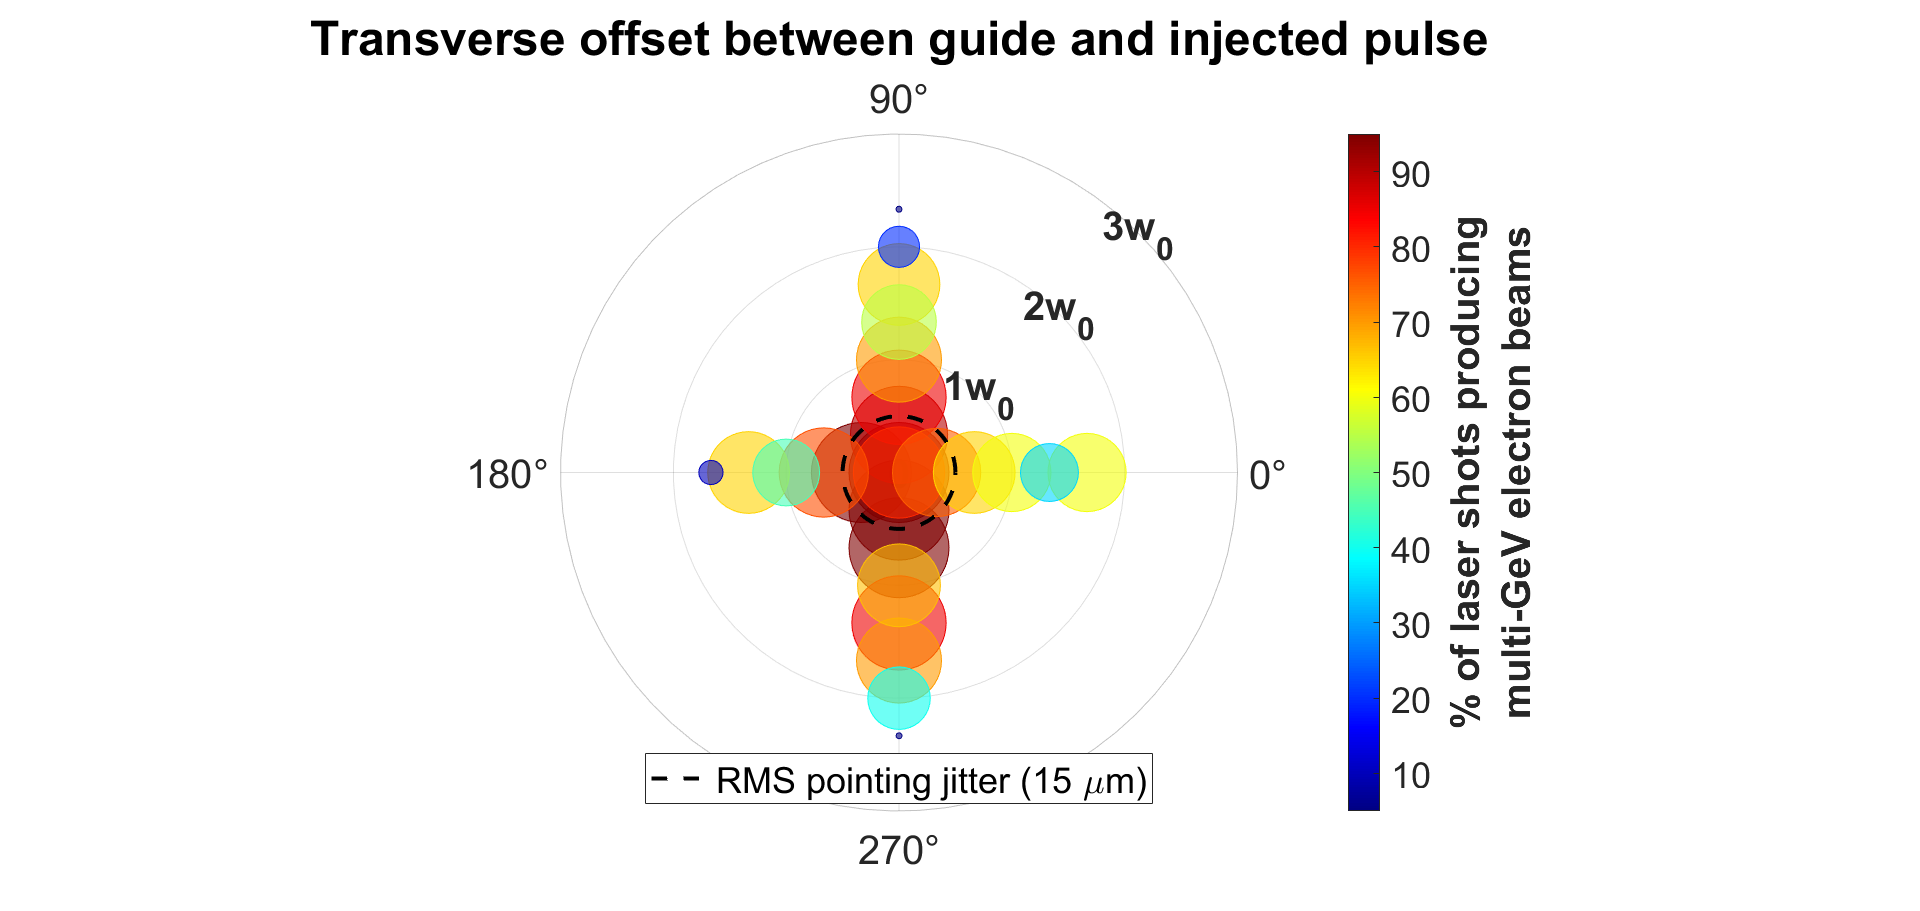 Transverse offset between guide and injected pulse
90°
3w₀
2w₀
1w₀
180°
0°
270°
RMS pointing jitter (15 μm)
90
80
70
60
50
40
30
20
10
% of laser shots producing
multi-GeV electron beams